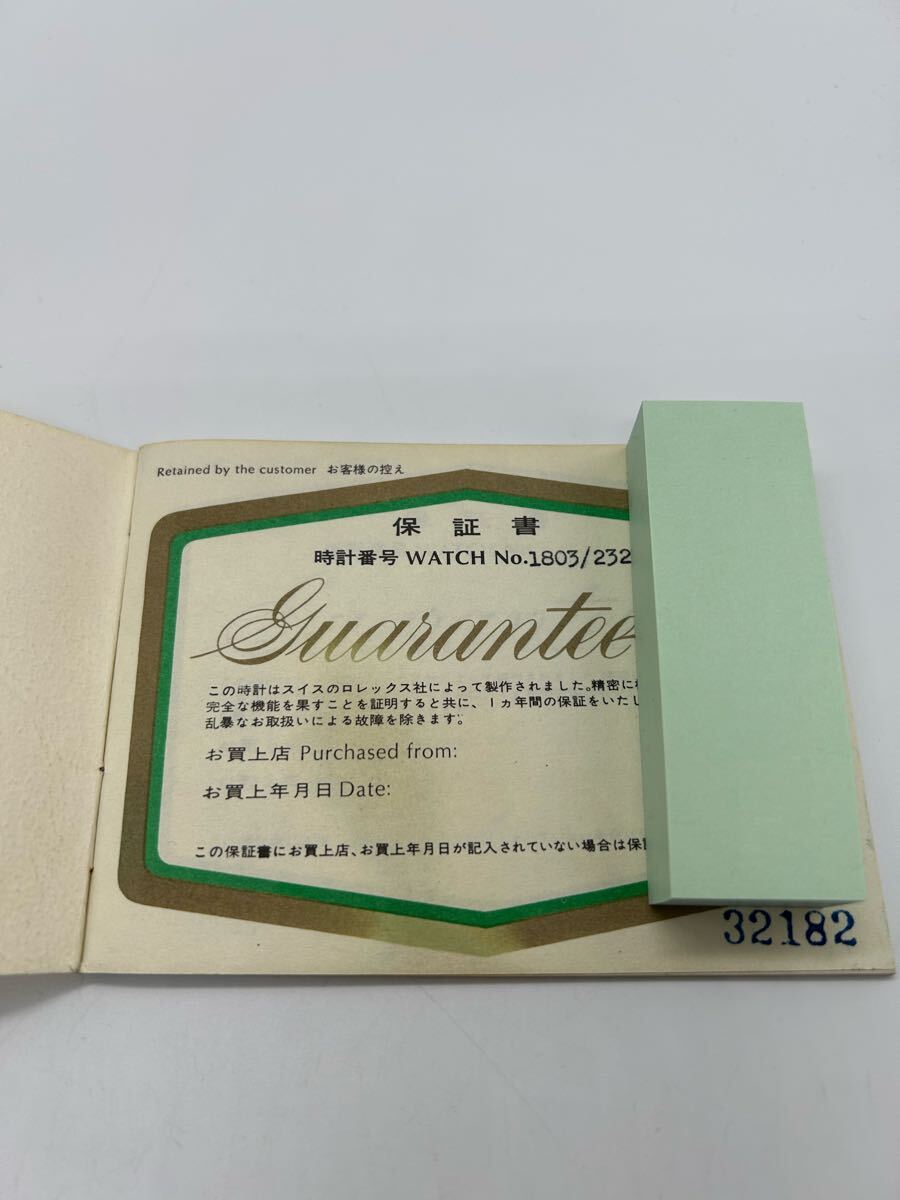 Retained by the customer お客様の控え
保証書
時計番号 WATCH No.1803/232
Guarantee
この時計はスイスのロレックス社によって製作されました。精密に
完全な機能を果すことを証明すると共に、1ヵ年間の保証をいたし
乱暴なお取扱いによる故障を除きます。
お買上店 Purchased from:
お買上年月日 Date:
この保証書にお買上店、お買上年月日が記入されていない場合は保
32182